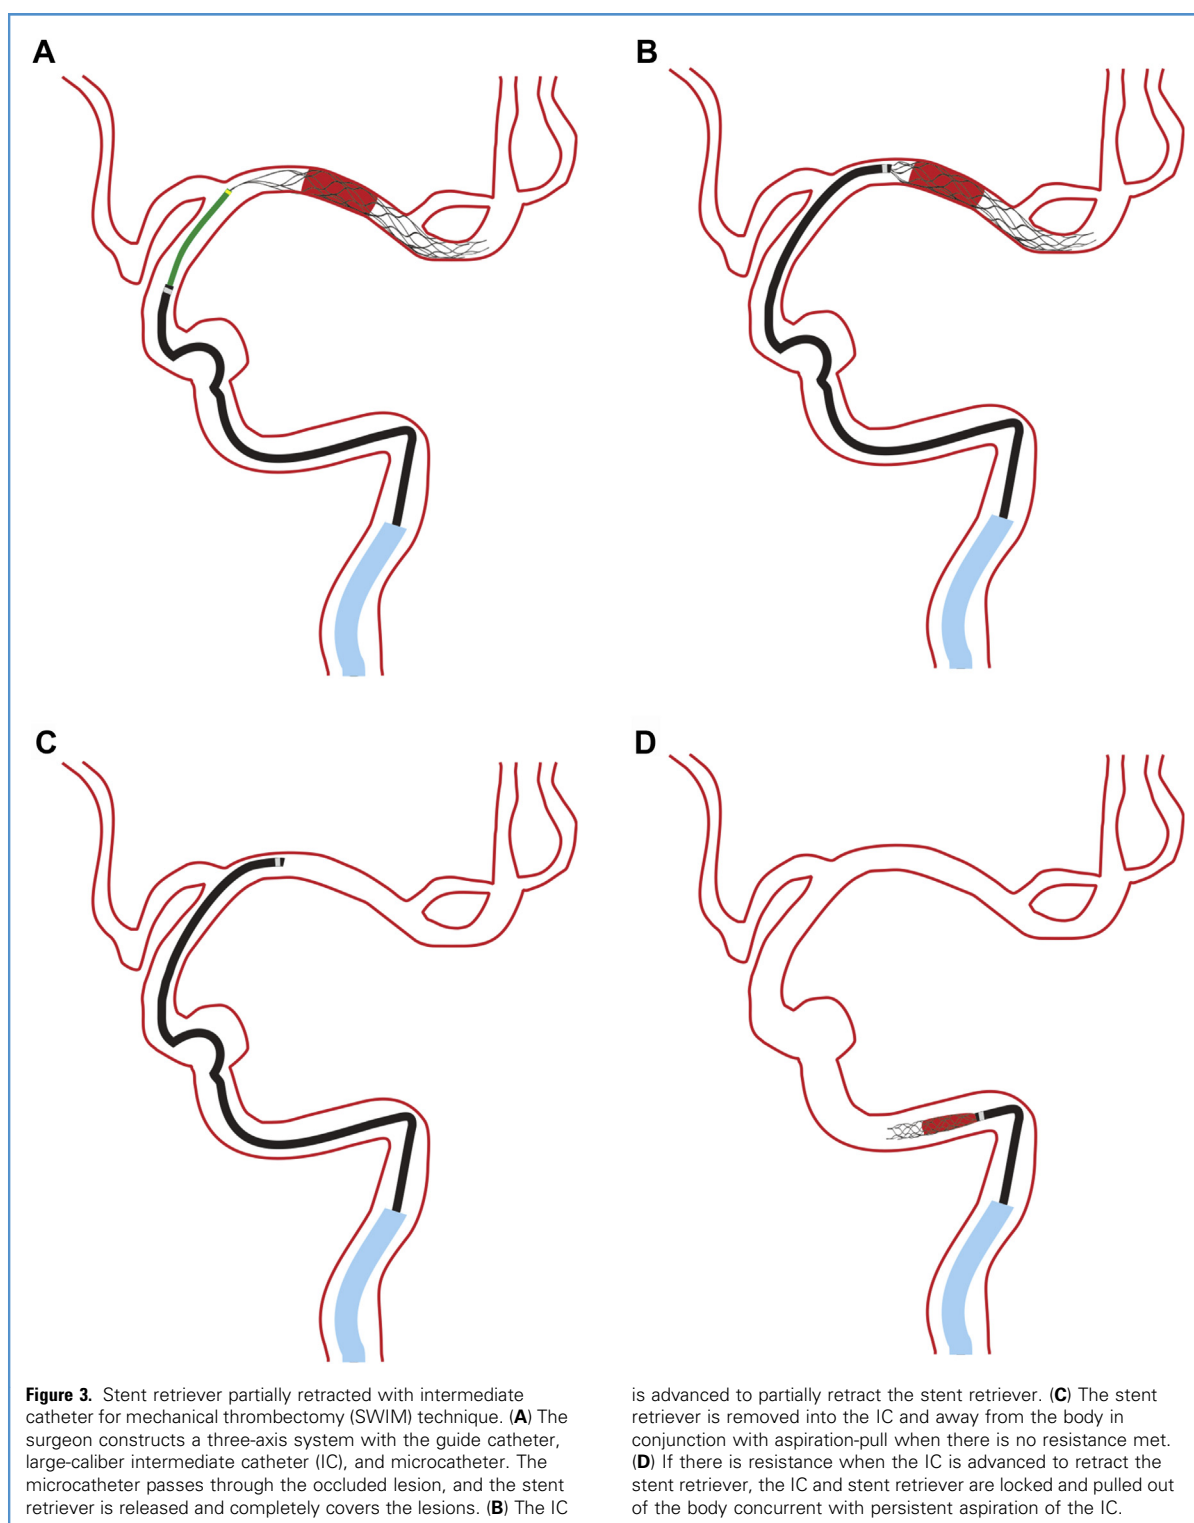 A
B
C
D
Figure 3. Stent retriever partially retracted with intermediate
catheter for mechanical thrombectomy (SWIM) technique. (A) The
surgeon constructs a three-axis system with the guide catheter,
large-caliber intermediate catheter (IC), and microcatheter. The
microcatheter passes through the occluded lesion, and the stent
retriever is released and completely covers the lesions. (B) The IC
is advanced to partially retract the stent retriever. (C) The stent
retriever is removed into the IC and away from the body in
conjunction with aspiration-pull when there is no resistance met.
(D) If there is resistance when the IC is advanced to retract the
stent retriever, the IC and stent retriever are locked and pulled out
of the body concurrent with persistent aspiration of the IC.